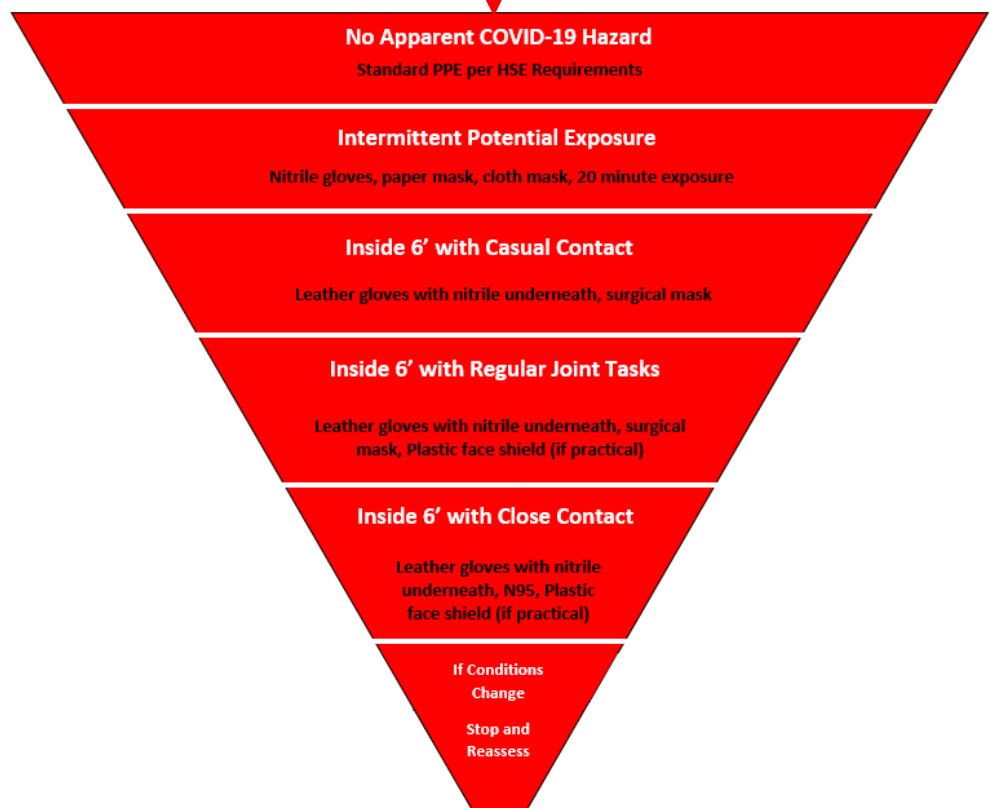 No Apparent COVID-19 Hazard
Standard PPE per HSE Requirements
Intermittent Potential Exposure
Nitrile gloves, paper mask, cloth mask, 20 minute exposure
Inside 6’ with Casual Contact
Leather gloves with nitrile underneath, surgical mask
Inside 6’ with Regular Joint Tasks
Leather gloves with nitrile underneath, surgical
mask, Plastic face shield (if practical)
Inside 6’ with Close Contact
Leather gloves with nitrile
underneath, N95, Plastic
face shield (if practical)
If Conditions
Change
Stop and
Reassess